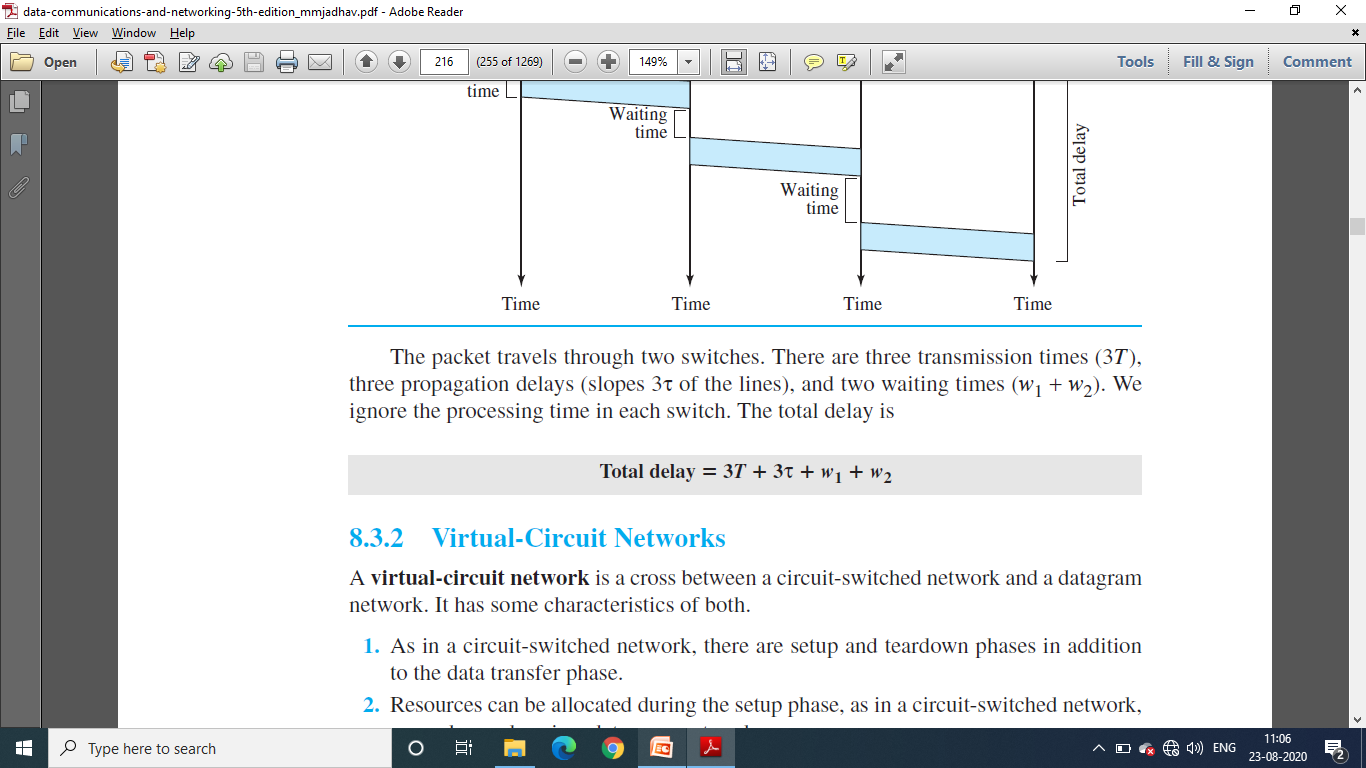 data-communications-and-networking-5th-edition_mmjadhav.pdf - Adobe Reader
File Edit View Window Help
Open 216 (255 of 1269) 149% Tools Fill & Sign Comment
time
Waiting
time
Waiting
time
Total delay
Time Time Time Time
The packet travels through two switches. There are three transmission times (3T),
three propagation delays (slopes 3τ of the lines), and two waiting times (w₁ + w₂). We
ignore the processing time in each switch. The total delay is
Total delay = 3T + 3τ + w₁ + w₂
8.3.2 Virtual-Circuit Networks
A virtual-circuit network is a cross between a circuit-switched network and a datagram
network. It has some characteristics of both.
1. As in a circuit-switched network, there are setup and teardown phases in addition
to the data transfer phase.
2. Resources can be allocated during the setup phase, as in a circuit-switched network,
Type here to search
ENG
11:06
23-08-2020
2